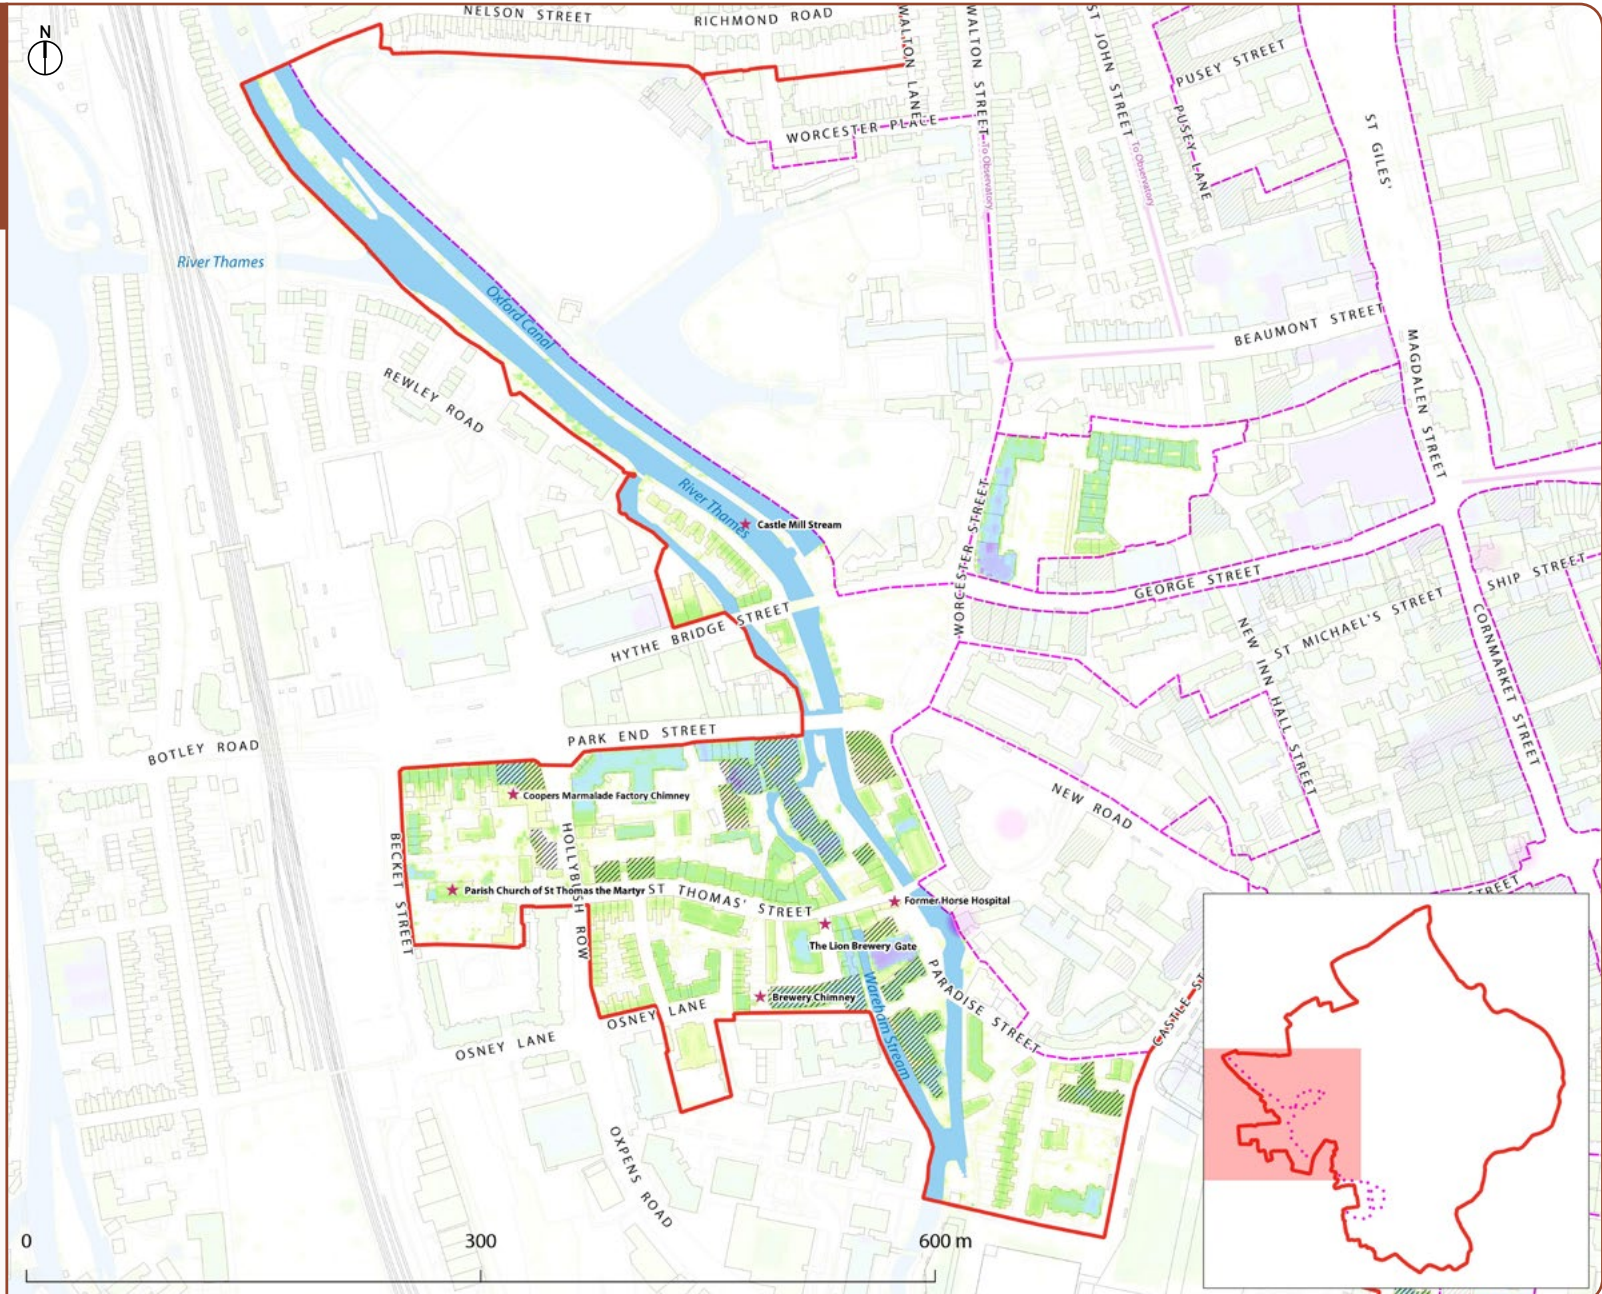 NELSON STREET
RICHMOND ROAD
WALTON LANE
WALTON STREET
ST JOHN STREET
PUSEY STREET
N
WORCESTER PLACE
PUSEY LANE
ST GILES'
To Observatory
To Observatory
River Thames
Oxford Canal
BEAUMONT STREET
MAGDALEN STREET
REWLEY ROAD
River Thames
Castle Mill Stream
WORCESTER STREET
GEORGE STREET
SHIP STREET
ST MICHAEL'S STREET
HYTHE BRIDGE STREET
NEW INN HALL STREET
CORNMARKET STREET
PARK END STREET
BOTLEY ROAD
Coopers Marmalade Factory Chimney
NEW ROAD
BECKET STREET
HOLLYBUSH ROW
Parish Church of St Thomas the Martyr
ST THOMAS' STREET
Former Horse Hospital
STREET
The Lion Brewery Gate
PARADISE STREET
Brewery Chimney
Wareham Stream
OSNEY LANE
OSNEY LANE
CASTLE ST
OXPENS ROAD
0 300 600 m